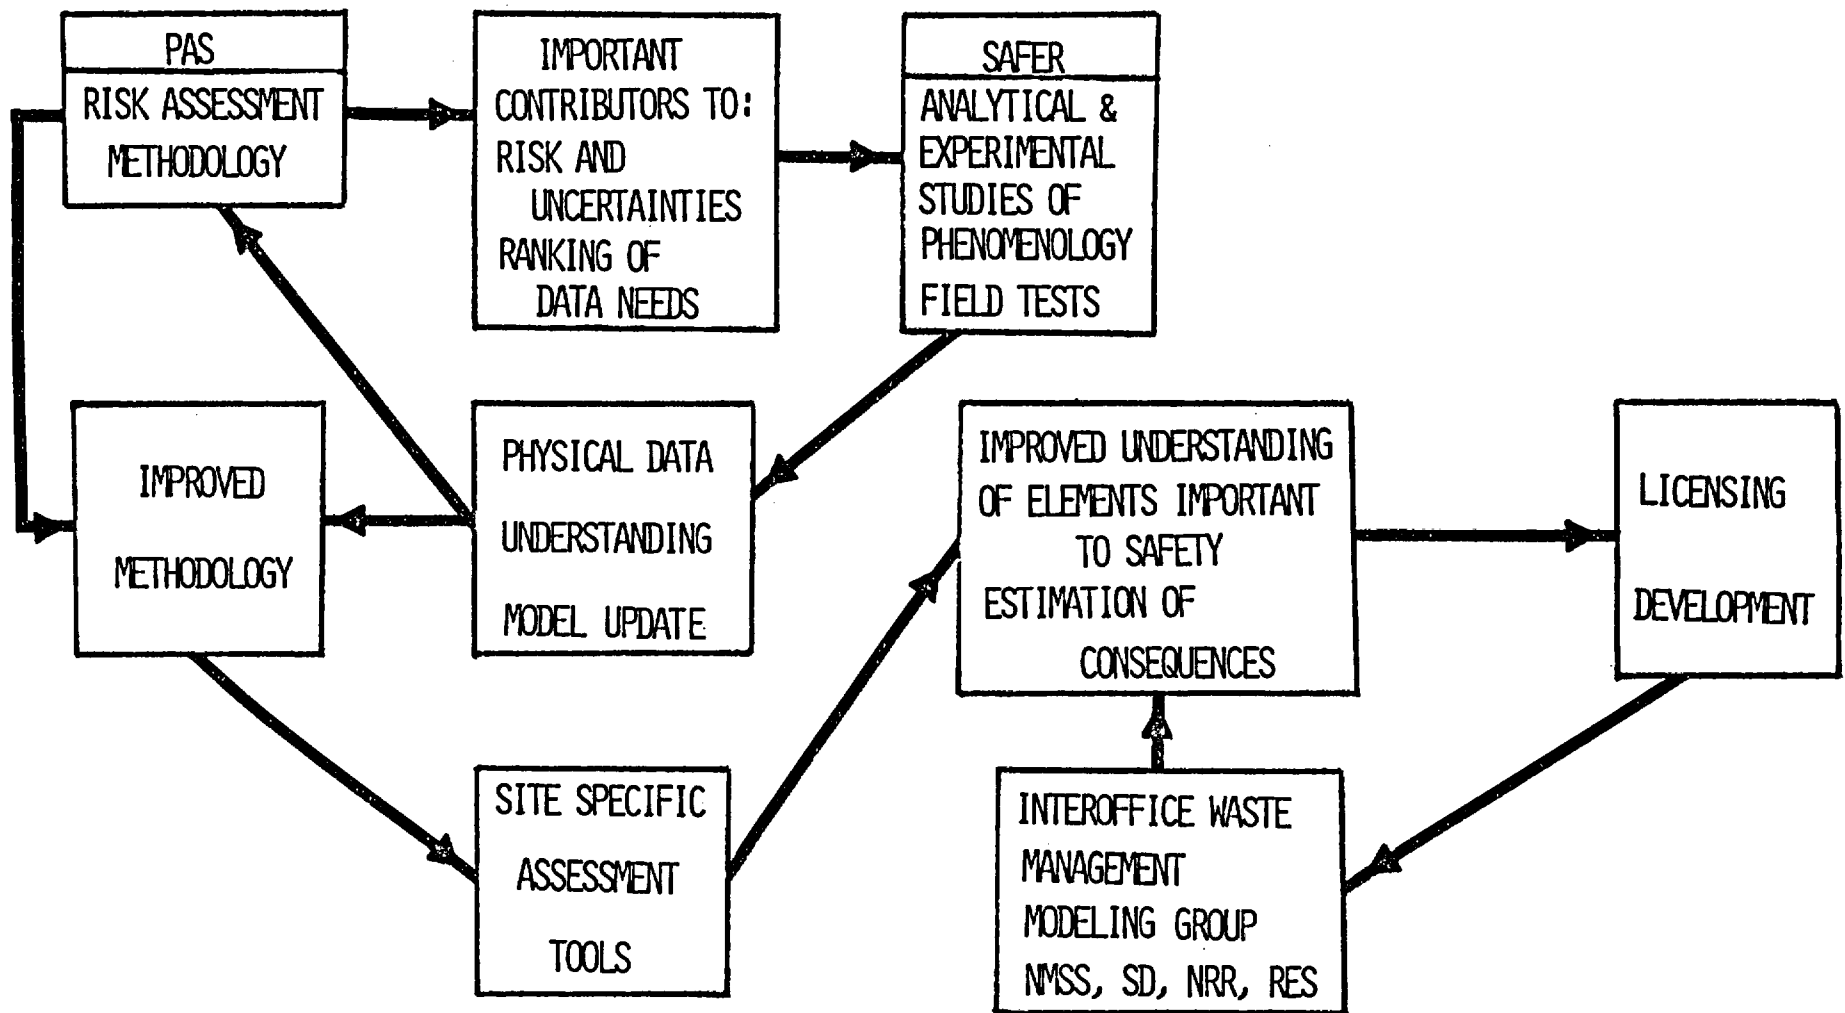 PAS
RISK ASSESSMENT
METHODOLOGY
IMPORTANT
CONTRIBUTORS TO:
RISK AND
UNCERTAINTIES
RANKING OF
DATA NEEDS
SAFER
ANALYTICAL &
EXPERIMENTAL
STUDIES OF
PHENOMENOLOGY
FIELD TESTS
IMPROVED
METHODOLOGY
PHYSICAL DATA
UNDERSTANDING
MODEL UPDATE
IMPROVED UNDERSTANDING
OF ELEMENTS IMPORTANT
TO SAFETY
ESTIMATION OF
CONSEQUENCES
LICENSING
DEVELOPMENT
SITE SPECIFIC
ASSESSMENT
TOOLS
INTEROFFICE WASTE
MANAGEMENT
MODELING GROUP
NMSS, SD, NRR, RES